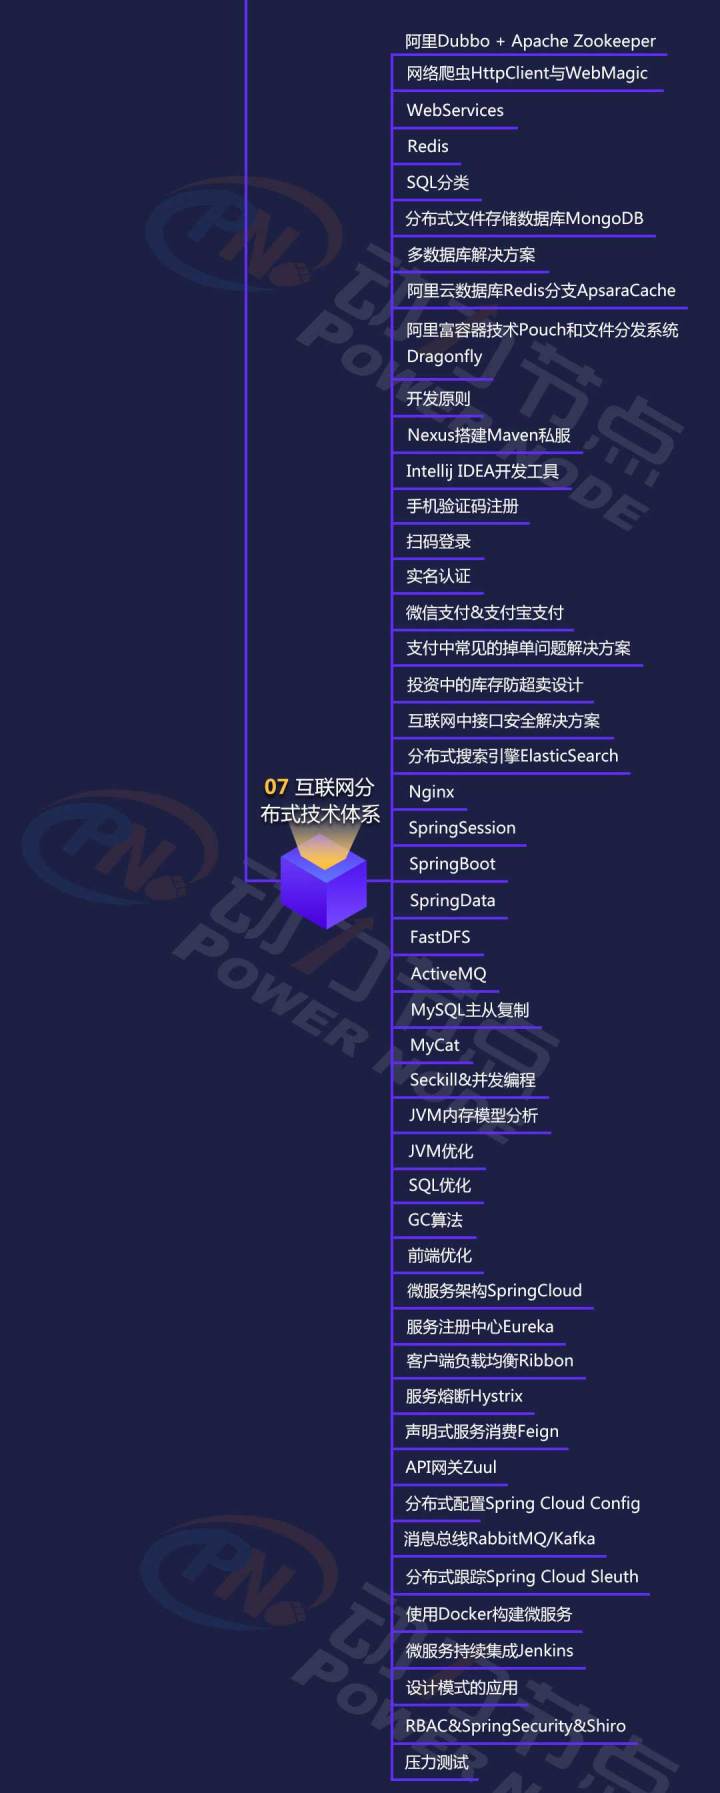 阿里Dubbo + Apache Zookeeper
网络爬虫HttpClient与WebMagic
WebServices
Redis
SQL分类
分布式文件存储数据库MongoDB
多数据库解决方案
阿里云数据库Redis分支ApsaraCache
阿里富容器技术Pouch和文件分发系统
Dragonfly
开发原则
Nexus搭建Maven私服
Intellij IDEA开发工具
手机验证码注册
扫码登录
实名认证
微信支付&支付宝支付
支付中常见的掉单问题解决方案
投资中的库存防超卖设计
互联网中接口安全解决方案
分布式搜索引擎ElasticSearch
07 互联网分
布式技术体系
Nginx
SpringSession
SpringBoot
SpringData
FastDFS
ActiveMQ
MySQL主从复制
MyCat
Seckill&并发编程
JVM内存模型分析
JVM优化
SQL优化
GC算法
前端优化
微服务架构SpringCloud
服务注册中心Eureka
客户端负载均衡Ribbon
服务熔断Hystrix
声明式服务消费Feign
API网关Zuul
分布式配置Spring Cloud Config
消息总线RabbitMQ/Kafka
分布式跟踪Spring Cloud Sleuth
使用Docker构建微服务
微服务持续集成Jenkins
设计模式的应用
RBAC&SpringSecurity&Shiro
压力测试
PN
动力节点
POWER NODE
PN
动力节点
POWER NODE
PN
动力节点
POWER NODE